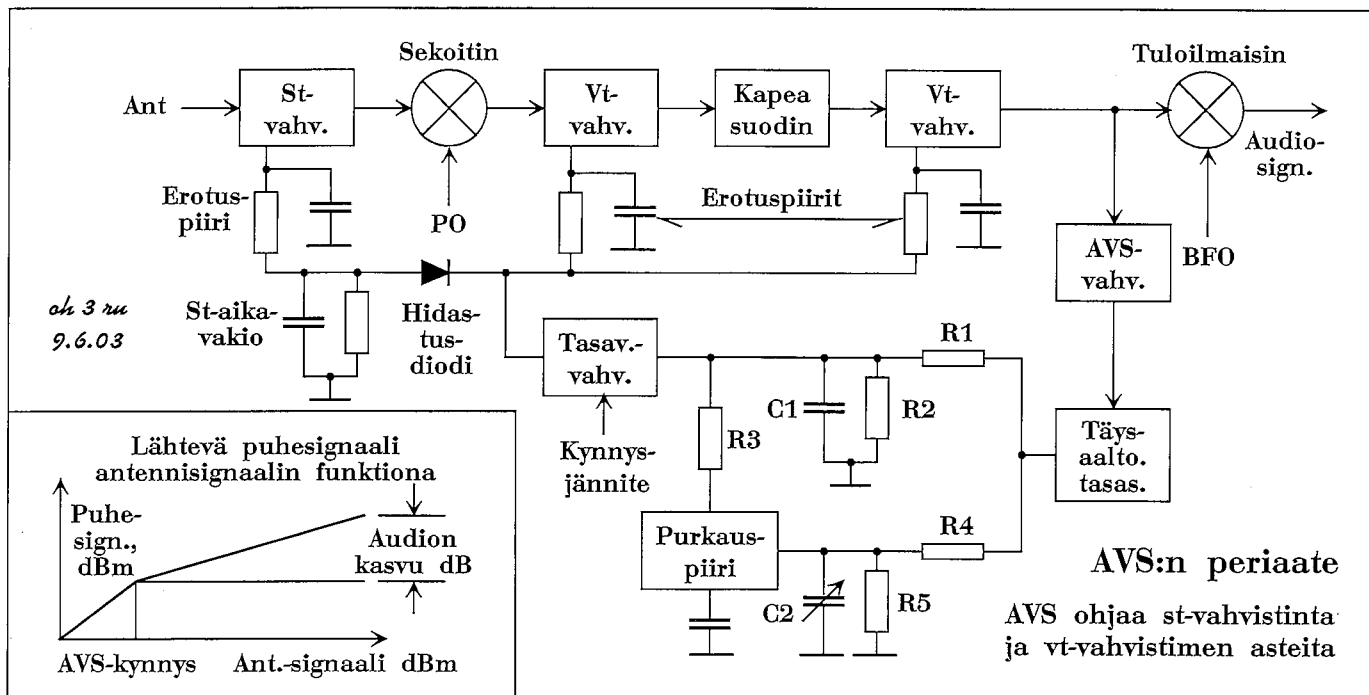 Ant
St-
vahv.
Sekoitin
Vt-
vahv.
Kapea
suodin
Vt-
vahv.
Tuloilmaisin
Audio-
sign.
Erotus-
piiri
PO
Erotuspiirit
AVS-
vahv.
BFO
oh 3 ru
9.6.03
St-aika-
vakio
Hidas-
tus-
diodi
Tasav.-
vahv.
Kynnys-
jännite
R1
C1
R2
R3
Täys-
aalto.
tasas.
Purkaus-
piiri
R4
C2
R5
AVS:n periaate
AVS ohjaa st-vahvistinta
ja vt-vahvistimen asteita
Lähtevä puhesignaali
antennisignaalin funktiona
Puhe-
sign.,
dBm
Audion
kasvu dB
AVS-kynnys
Ant.-signaali dBm